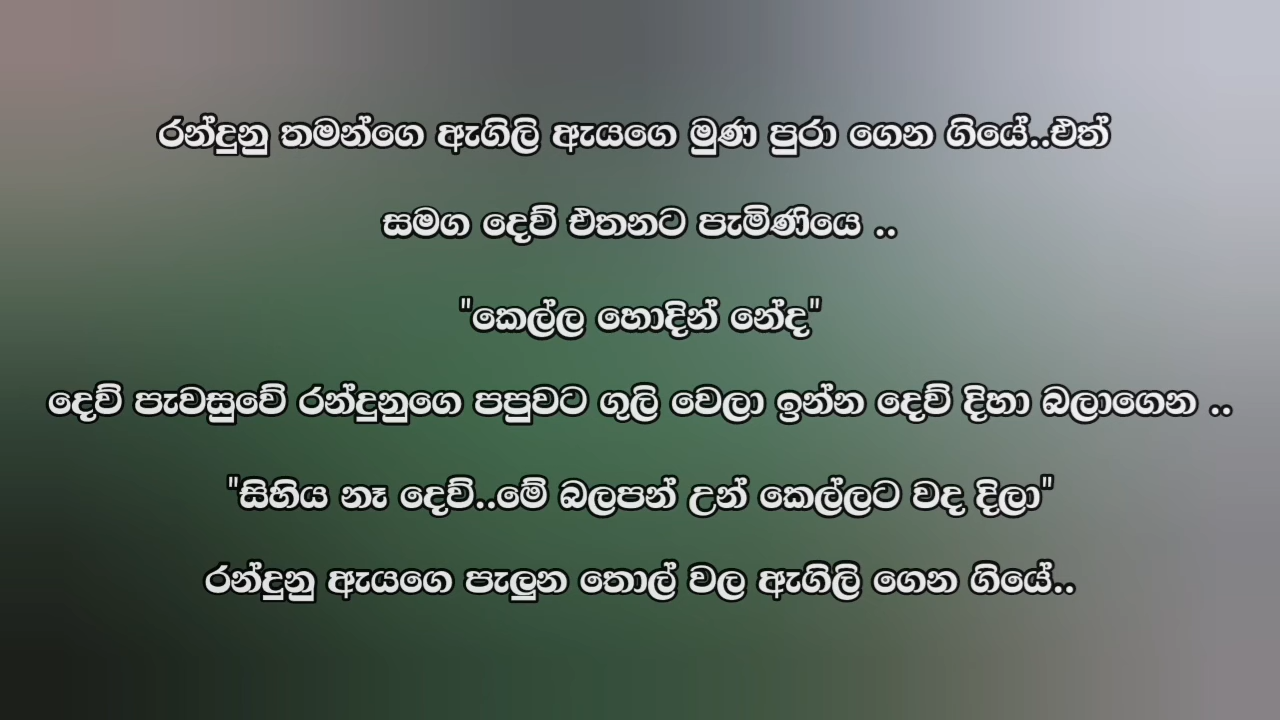 රන්දුනු තමන්ගෙ ඇගිලි ඇයගෙ මුණ පුරා ගෙන ගියේ..එත්
සමග දෙව් එතනට පැමිණියෙ ..
"කෙල්ල හොදින් නේද"
දෙව් පැවසුවේ රන්දුනුගෙ පපුවට ගුලි වෙලා ඉන්න දෙව් දිහා බලාගෙන ..
"සිහිය නෑ දෙව්..මේ බලපන් උන් කෙල්ලට වද දිලා"
රන්දුනු ඇයගෙ පැලුන තොල් වල ඇගිලි ගෙන ගියේ..